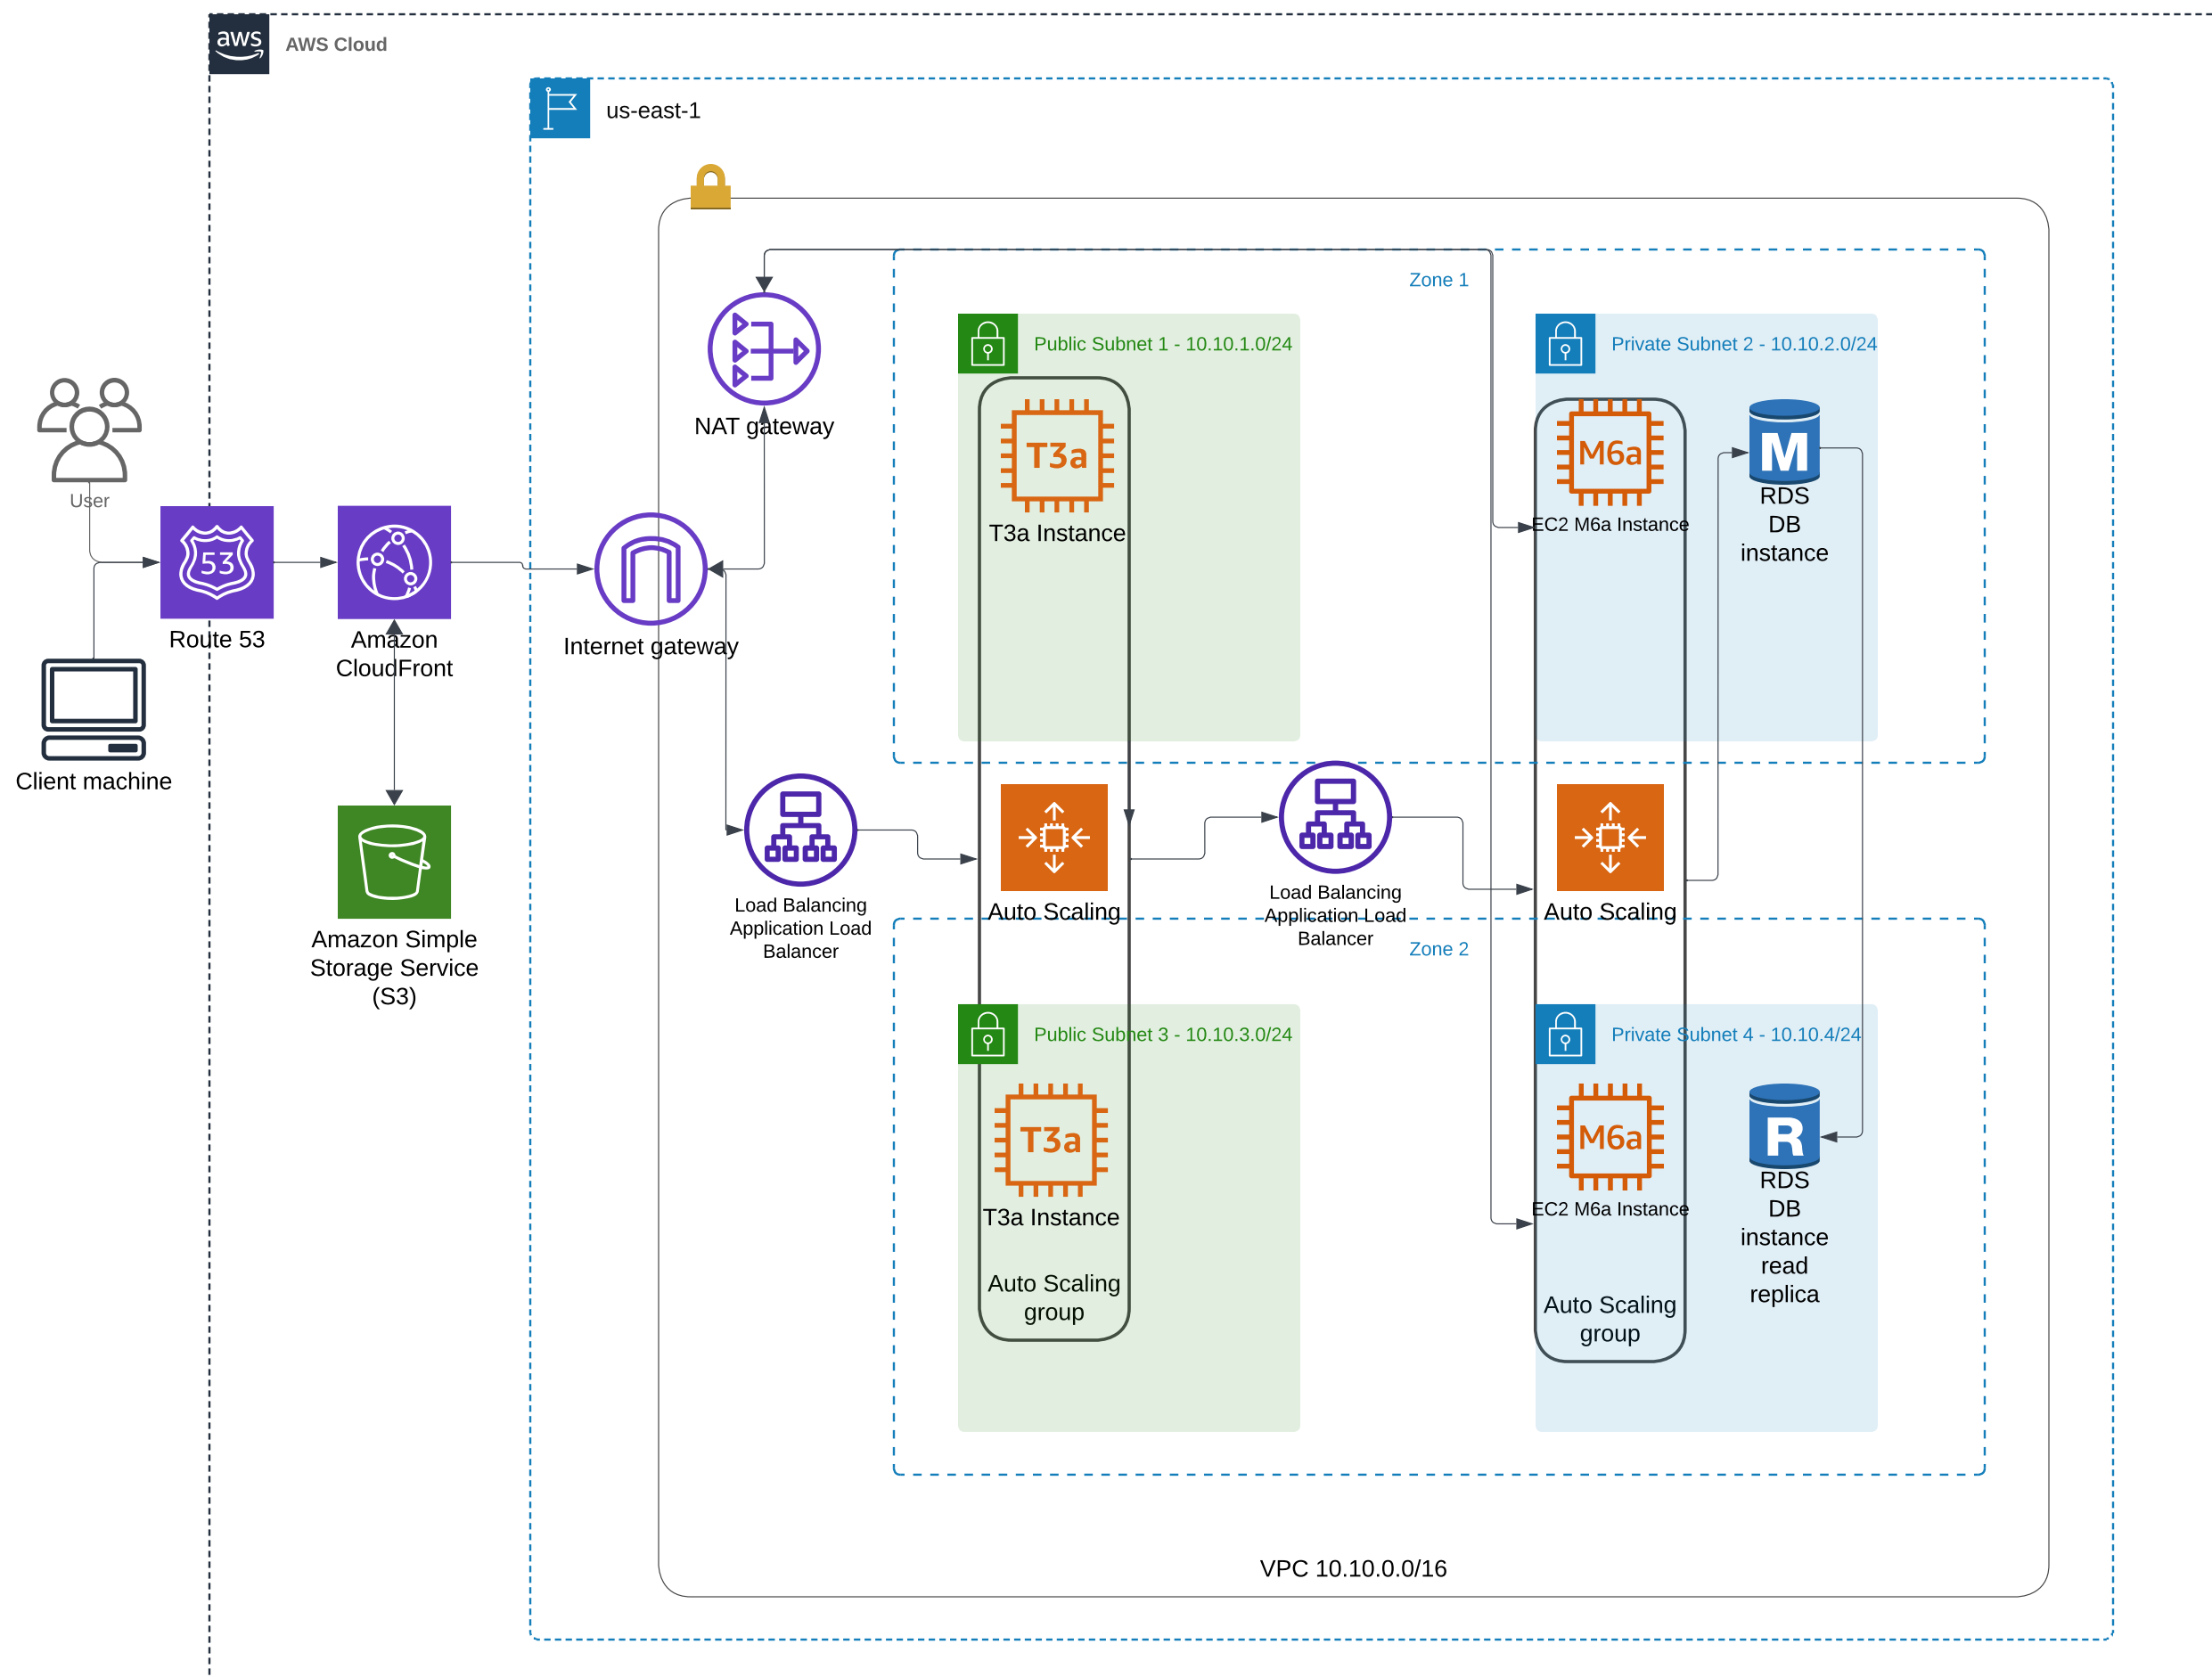 aws
AWS Cloud
us-east-1
Zone 1
Public Subnet 1 - 10.10.1.0/24
Private Subnet 2 - 10.10.2.0/24
NAT gateway
T3a
T3a Instance
M6a
EC2 M6a Instance
M
RDS
DB
instance
User
53
Route 53
Amazon
CloudFront
Internet gateway
Client machine
Amazon Simple
Storage Service
(S3)
Load Balancing
Application Load
Balancer
Auto Scaling
Load Balancing
Application Load
Balancer
Auto Scaling
Zone 2
Public Subnet 3 - 10.10.3.0/24
Private Subnet 4 - 10.10.4/24
T3a
T3a Instance
Auto Scaling
group
M6a
EC2 M6a Instance
Auto Scaling
group
R
RDS
DB
instance
read
replica
VPC 10.10.0.0/16